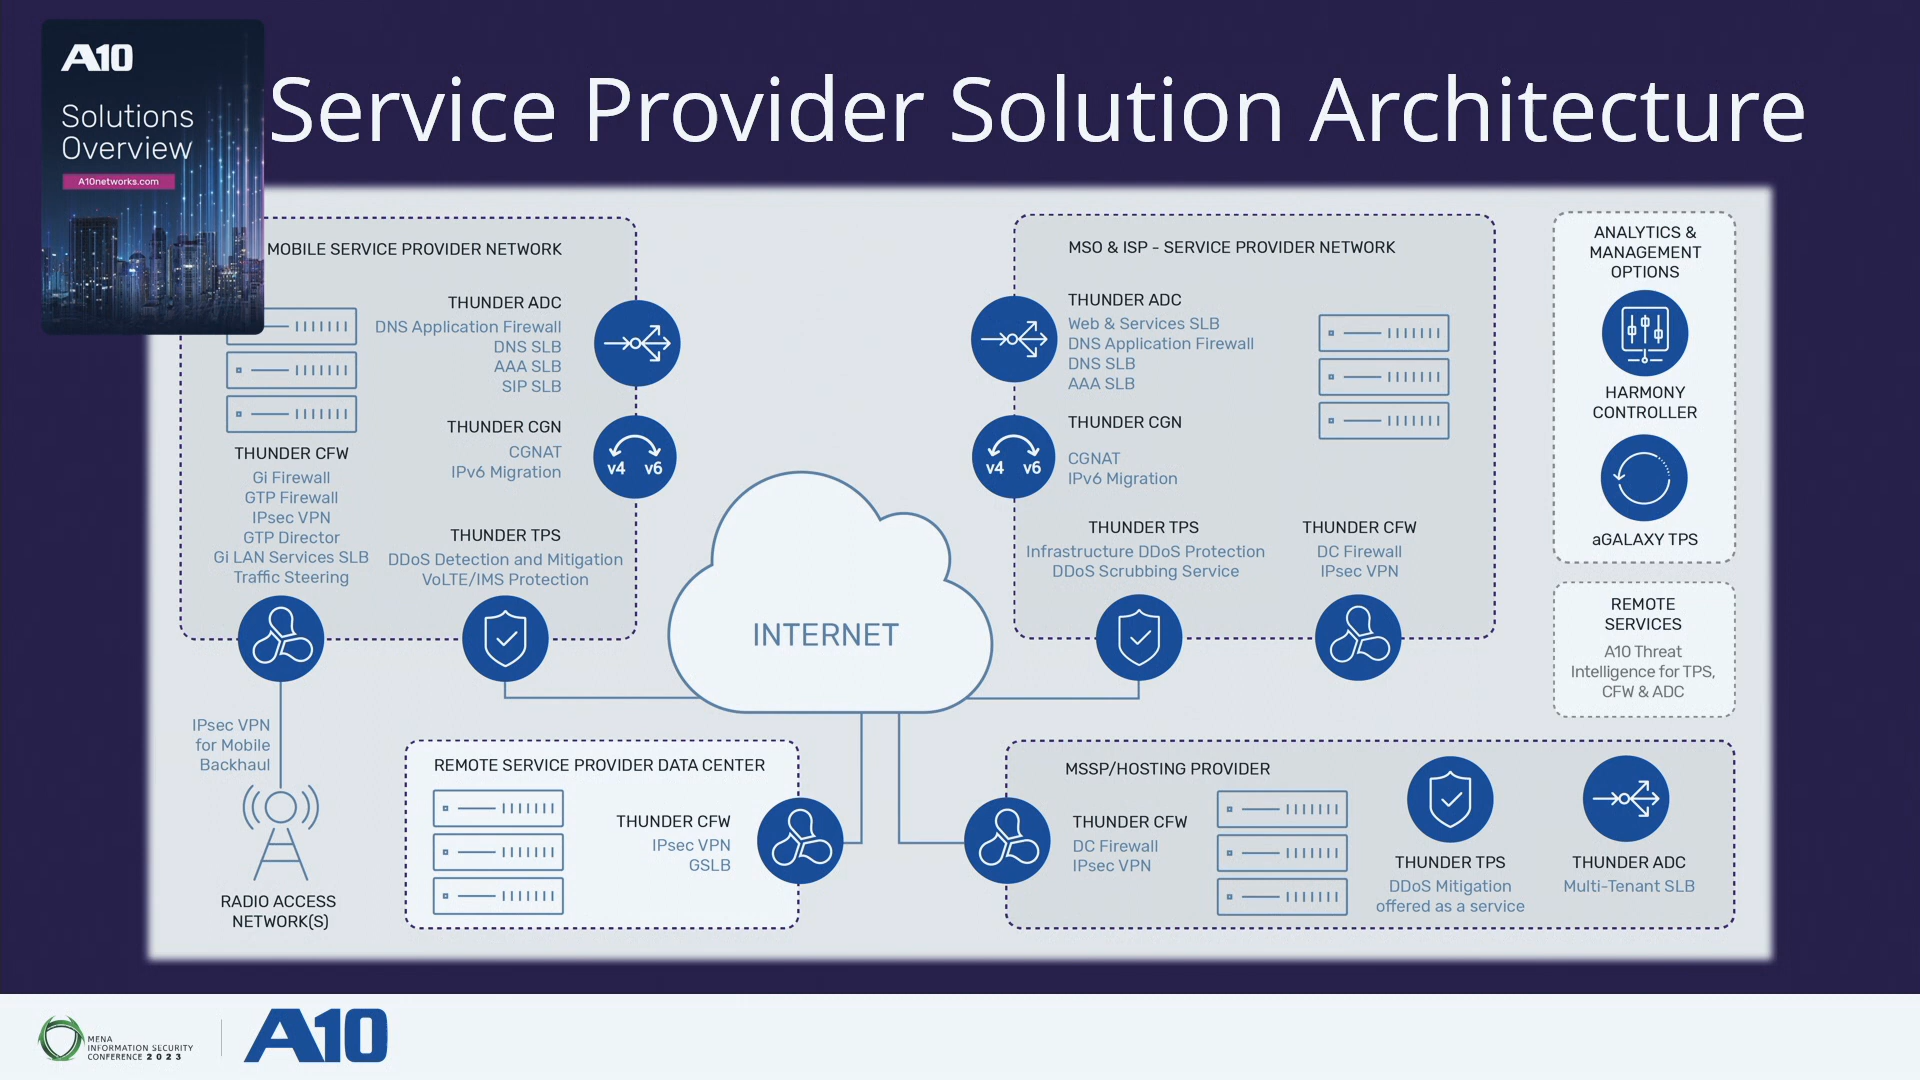 A10
Solutions
Overview
A10networks.com
Service Provider Solution Architecture
MOBILE SERVICE PROVIDER NETWORK
THUNDER ADC
DNS Application Firewall
DNS SLB
AAA SLB
SIP SLB
THUNDER CGN
CGNAT
IPv6 Migration
v4 v6
THUNDER CFW
Gi Firewall
GTP Firewall
IPsec VPN
GTP Director
Gi LAN Services SLB
Traffic Steering
THUNDER TPS
DDoS Detection and Mitigation
VoLTE/IMS Protection
IPsec VPN
for Mobile
Backhaul
RADIO ACCESS
NETWORK(S)
INTERNET
MSO & ISP - SERVICE PROVIDER NETWORK
THUNDER ADC
Web & Services SLB
DNS Application Firewall
DNS SLB
AAA SLB
THUNDER CGN
v4 v6
CGNAT
IPv6 Migration
THUNDER TPS
Infrastructure DDoS Protection
DDoS Scrubbing Service
THUNDER CFW
DC Firewall
IPsec VPN
ANALYTICS &
MANAGEMENT
OPTIONS
HARMONY
CONTROLLER
aGALAXY TPS
REMOTE
SERVICES
A10 Threat
Intelligence for TPS,
CFW & ADC
REMOTE SERVICE PROVIDER DATA CENTER
THUNDER CFW
IPsec VPN
GSLB
MSSP/HOSTING PROVIDER
THUNDER CFW
DC Firewall
IPsec VPN
THUNDER TPS
DDoS Mitigation
offered as a service
THUNDER ADC
Multi-Tenant SLB
MENA
INFORMATION SECURITY
CONFERENCE 2023
A10